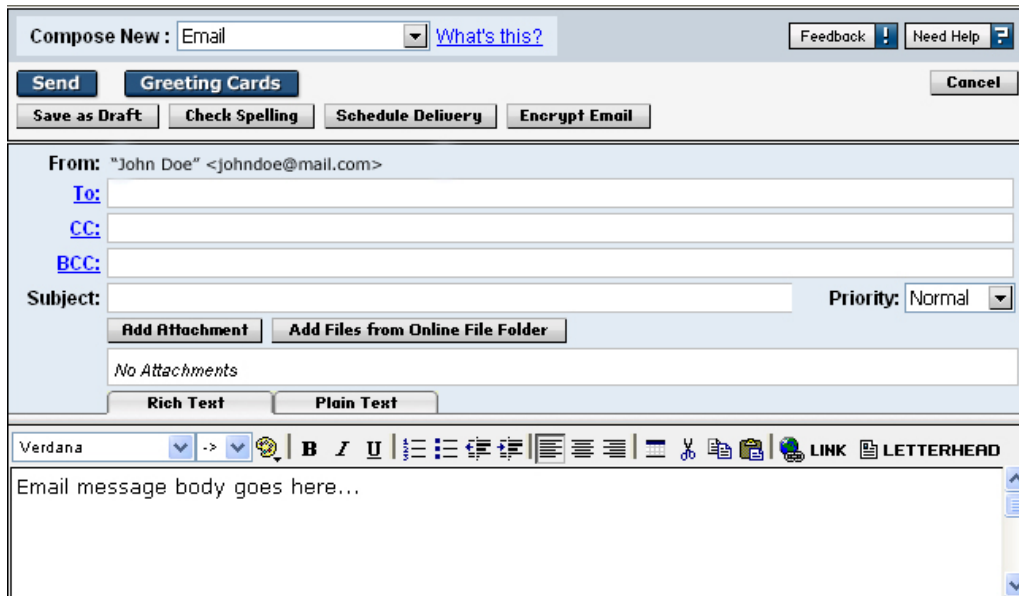 Compose New : Email What's this? Feedback ! Need Help ?
Send Greeting Cards Cancel
Save as Draft Check Spelling Schedule Delivery Encrypt Email
From: "John Doe" <johndoe@mail.com>
To:
CC:
BCC:
Subject: Priority: Normal
Add Attachment Add Files from Online File Folder
No Attachments
Rich Text Plain Text
Verdana -> B I U LINK LETTERHEAD
Email message body goes here...